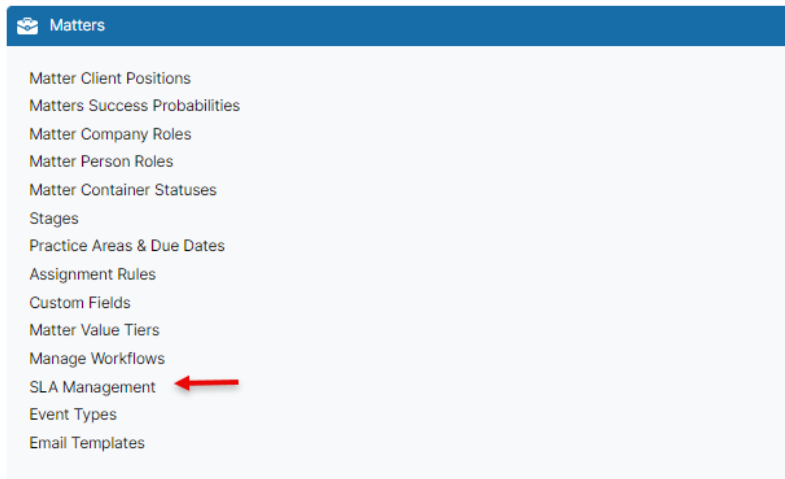 Matters
Matter Client Positions
Matters Success Probabilities
Matter Company Roles
Matter Person Roles
Matter Container Statuses
Stages
Practice Areas & Due Dates
Assignment Rules
Custom Fields
Matter Value Tiers
Manage Workflows
SLA Management
Event Types
Email Templates